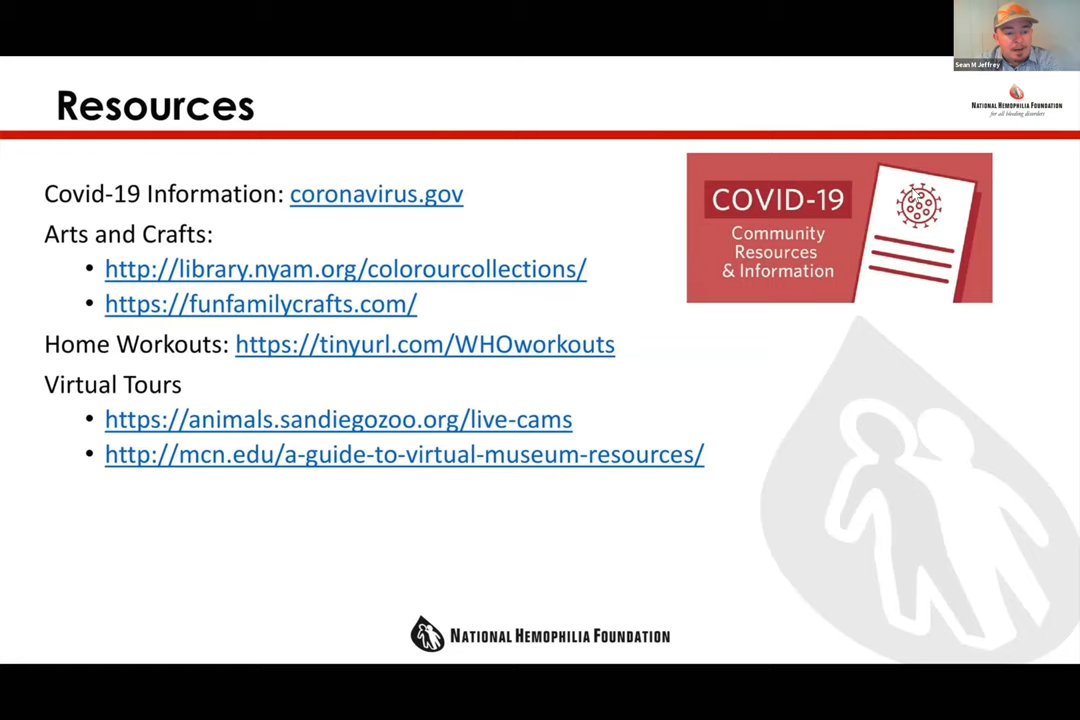 Sean M Jeffrey
Resources
NATIONAL HEMOPHILIA FOUNDATION
for all bleeding disorders
Covid-19 Information: coronavirus.gov
Arts and Crafts:
• http://library.nyam.org/colorourcollections/
• https://funfamilycrafts.com/
Home Workouts: https://tinyurl.com/WHOworkouts
Virtual Tours
• https://animals.sandiegozoo.org/live-cams
• http://mcn.edu/a-guide-to-virtual-museum-resources/
COVID-19
Community
Resources
& Information
NATIONAL HEMOPHILIA FOUNDATION